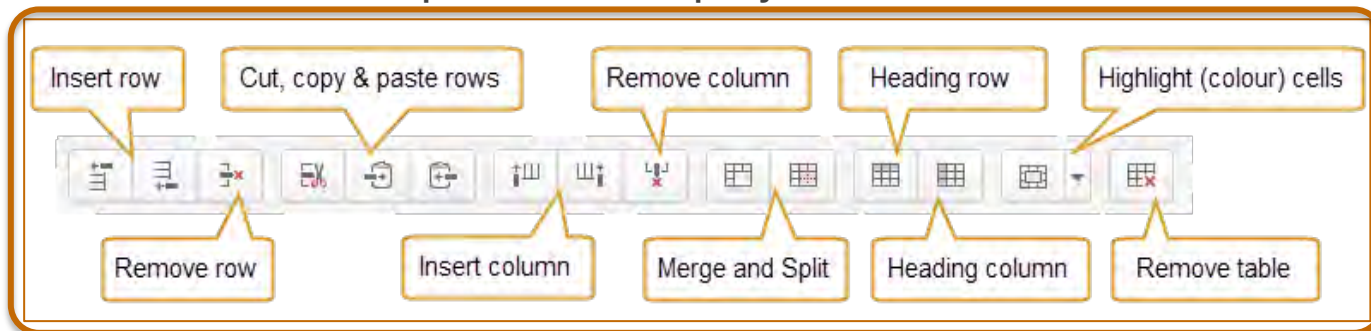 Insert row
Cut, copy & paste rows
Remove column
Heading row
Highlight (colour) cells
Remove row
Insert column
Merge and Split
Heading column
Remove table